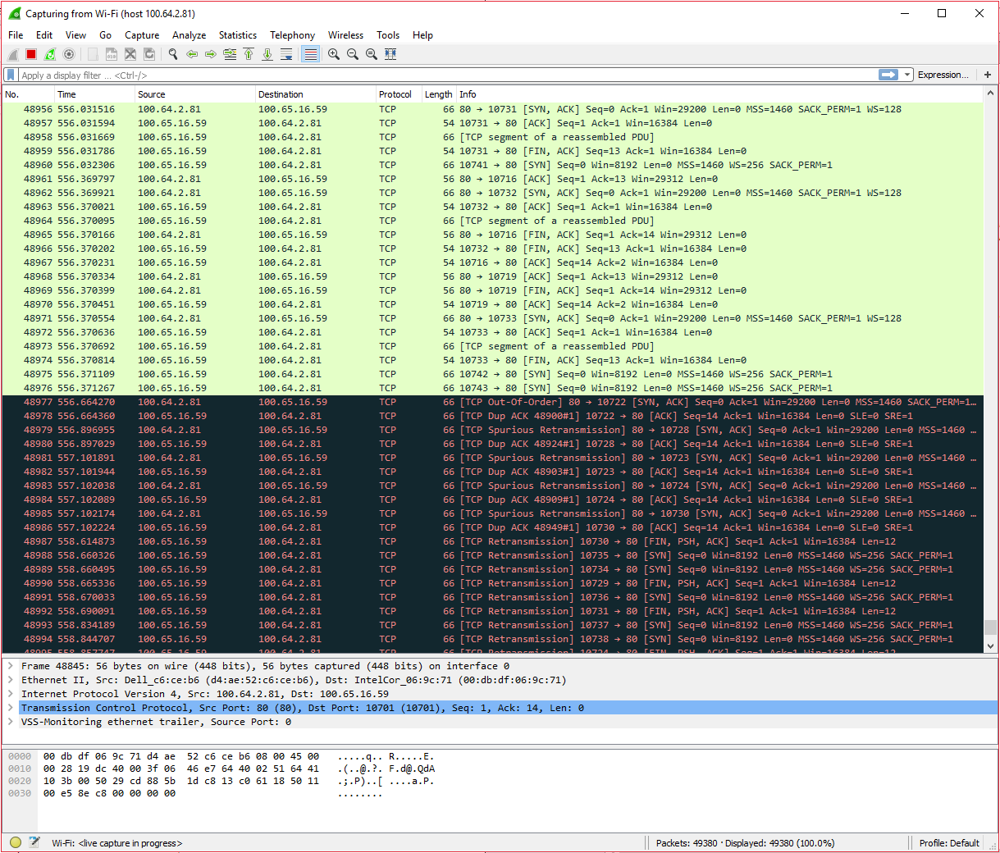 Capturing from Wi-Fi (host 100.64.2.81)
File Edit View Go Capture Analyze Statistics Telephony Wireless Tools Help
Apply a display filter ... <Ctrl-/> Expression... +
No. Time Source Destination Protocol Length Info
48956 556.031516 100.64.2.81 100.65.16.59 TCP 66 80 → 10731 [SYN, ACK] Seq=0 Ack=1 Win=29200 Len=0 MSS=1460 SACK_PERM=1 WS=128
48957 556.031594 100.65.16.59 100.64.2.81 TCP 54 10731 → 80 [ACK] Seq=1 Ack=1 Win=16384 Len=0
48958 556.031669 100.65.16.59 100.64.2.81 TCP 66 [TCP segment of a reassembled PDU]
48959 556.031786 100.65.16.59 100.64.2.81 TCP 54 10731 → 80 [FIN, ACK] Seq=13 Ack=1 Win=16384 Len=0
48960 556.032306 100.65.16.59 100.64.2.81 TCP 66 10741 → 80 [SYN] Seq=0 Win=8192 Len=0 MSS=1460 WS=256 SACK_PERM=1
48961 556.369797 100.64.2.81 100.65.16.59 TCP 56 80 → 10716 [ACK] Seq=1 Ack=13 Win=29312 Len=0
48962 556.369921 100.64.2.81 100.65.16.59 TCP 66 80 → 10732 [SYN, ACK] Seq=0 Ack=1 Win=29200 Len=0 MSS=1460 SACK_PERM=1 WS=128
48963 556.370021 100.65.16.59 100.64.2.81 TCP 54 10732 → 80 [ACK] Seq=1 Ack=1 Win=16384 Len=0
48964 556.370095 100.65.16.59 100.64.2.81 TCP 66 [TCP segment of a reassembled PDU]
48965 556.370166 100.64.2.81 100.65.16.59 TCP 56 80 → 10716 [FIN, ACK] Seq=1 Ack=14 Win=29312 Len=0
48966 556.370202 100.65.16.59 100.64.2.81 TCP 54 10732 → 80 [FIN, ACK] Seq=13 Ack=1 Win=16384 Len=0
48967 556.370231 100.65.16.59 100.64.2.81 TCP 54 10716 → 80 [ACK] Seq=14 Ack=2 Win=16384 Len=0
48968 556.370334 100.64.2.81 100.65.16.59 TCP 56 80 → 10719 [ACK] Seq=1 Ack=13 Win=29312 Len=0
48969 556.370399 100.64.2.81 100.65.16.59 TCP 56 80 → 10719 [FIN, ACK] Seq=1 Ack=14 Win=29312 Len=0
48970 556.370451 100.65.16.59 100.64.2.81 TCP 54 10719 → 80 [ACK] Seq=14 Ack=2 Win=16384 Len=0
48971 556.370554 100.64.2.81 100.65.16.59 TCP 66 80 → 10733 [SYN, ACK] Seq=0 Ack=1 Win=29200 Len=0 MSS=1460 SACK_PERM=1 WS=128
48972 556.370636 100.65.16.59 100.64.2.81 TCP 54 10733 → 80 [ACK] Seq=1 Ack=1 Win=16384 Len=0
48973 556.370692 100.65.16.59 100.64.2.81 TCP 66 [TCP segment of a reassembled PDU]
48974 556.370814 100.65.16.59 100.64.2.81 TCP 54 10733 → 80 [FIN, ACK] Seq=13 Ack=1 Win=16384 Len=0
48975 556.371109 100.65.16.59 100.64.2.81 TCP 66 10742 → 80 [SYN] Seq=0 Win=8192 Len=0 MSS=1460 WS=256 SACK_PERM=1
48976 556.371267 100.65.16.59 100.64.2.81 TCP 66 10743 → 80 [SYN] Seq=0 Win=8192 Len=0 MSS=1460 WS=256 SACK_PERM=1
48977 556.664270 100.64.2.81 100.65.16.59 TCP 66 [TCP Out-Of-Order] 80 → 10722 [SYN, ACK] Seq=0 Ack=1 Win=29200 Len=0 MSS=1460 SACK_PERM=1…
48978 556.664360 100.65.16.59 100.64.2.81 TCP 66 [TCP Dup ACK 48900#1] 10722 → 80 [ACK] Seq=14 Ack=1 Win=16384 Len=0 SLE=0 SRE=1
48979 556.896955 100.64.2.81 100.65.16.59 TCP 66 [TCP Spurious Retransmission] 80 → 10728 [SYN, ACK] Seq=0 Ack=1 Win=29200 Len=0 MSS=1460 …
48980 556.897029 100.65.16.59 100.64.2.81 TCP 66 [TCP Dup ACK 48924#1] 10728 → 80 [ACK] Seq=14 Ack=1 Win=16384 Len=0 SLE=0 SRE=1
48981 557.101891 100.64.2.81 100.65.16.59 TCP 66 [TCP Spurious Retransmission] 80 → 10723 [SYN, ACK] Seq=0 Ack=1 Win=29200 Len=0 MSS=1460 …
48982 557.101944 100.65.16.59 100.64.2.81 TCP 66 [TCP Dup ACK 48903#1] 10723 → 80 [ACK] Seq=14 Ack=1 Win=16384 Len=0 SLE=0 SRE=1
48983 557.102038 100.64.2.81 100.65.16.59 TCP 66 [TCP Spurious Retransmission] 80 → 10724 [SYN, ACK] Seq=0 Ack=1 Win=29200 Len=0 MSS=1460 …
48984 557.102089 100.65.16.59 100.64.2.81 TCP 66 [TCP Dup ACK 48909#1] 10724 → 80 [ACK] Seq=14 Ack=1 Win=16384 Len=0 SLE=0 SRE=1
48985 557.102174 100.64.2.81 100.65.16.59 TCP 66 [TCP Spurious Retransmission] 80 → 10730 [SYN, ACK] Seq=0 Ack=1 Win=29200 Len=0 MSS=1460 …
48986 557.102224 100.65.16.59 100.64.2.81 TCP 66 [TCP Dup ACK 48949#1] 10730 → 80 [ACK] Seq=14 Ack=1 Win=16384 Len=0 SLE=0 SRE=1
48987 558.614873 100.65.16.59 100.64.2.81 TCP 66 [TCP Retransmission] 10730 → 80 [FIN, PSH, ACK] Seq=1 Ack=1 Win=16384 Len=12
48988 558.660326 100.65.16.59 100.64.2.81 TCP 66 [TCP Retransmission] 10735 → 80 [SYN] Seq=0 Win=8192 Len=0 MSS=1460 WS=256 SACK_PERM=1
48989 558.660495 100.65.16.59 100.64.2.81 TCP 66 [TCP Retransmission] 10734 → 80 [SYN] Seq=0 Win=8192 Len=0 MSS=1460 WS=256 SACK_PERM=1
48990 558.665336 100.65.16.59 100.64.2.81 TCP 66 [TCP Retransmission] 10729 → 80 [FIN, PSH, ACK] Seq=1 Ack=1 Win=16384 Len=12
48991 558.670033 100.65.16.59 100.64.2.81 TCP 66 [TCP Retransmission] 10736 → 80 [SYN] Seq=0 Win=8192 Len=0 MSS=1460 WS=256 SACK_PERM=1
48992 558.690091 100.65.16.59 100.64.2.81 TCP 66 [TCP Retransmission] 10731 → 80 [FIN, PSH, ACK] Seq=1 Ack=1 Win=16384 Len=12
48993 558.834189 100.65.16.59 100.64.2.81 TCP 66 [TCP Retransmission] 10737 → 80 [SYN] Seq=0 Win=8192 Len=0 MSS=1460 WS=256 SACK_PERM=1
48994 558.844707 100.65.16.59 100.64.2.81 TCP 66 [TCP Retransmission] 10738 → 80 [SYN] Seq=0 Win=8192 Len=0 MSS=1460 WS=256 SACK_PERM=1
Frame 48845: 56 bytes on wire (448 bits), 56 bytes captured (448 bits) on interface 0
Ethernet II, Src: Dell_c6:ce:b6 (d4:ae:52:c6:ce:b6), Dst: IntelCor_06:9c:71 (00:db:df:06:9c:71)
Internet Protocol Version 4, Src: 100.64.2.81, Dst: 100.65.16.59
Transmission Control Protocol, Src Port: 80 (80), Dst Port: 10701 (10701), Seq: 1, Ack: 14, Len: 0
VSS-Monitoring ethernet trailer, Source Port: 0
0000 00 db df 06 9c 71 d4 ae 52 c6 ce b6 08 00 45 00 .....q.. R.....E.
0010 00 28 19 dc 40 00 3f 06 46 e7 64 40 02 51 64 41 .(..@.?. F.d@.QdA
0020 10 3b 00 50 29 cd 88 5b 1d c8 13 c0 61 18 50 11 .;.P)..[ ....a.P.
0030 00 e5 8e c8 00 00 00 00 ........
Wi-Fi: <live capture in progress> Packets: 49380 · Displayed: 49380 (100.0%) Profile: Default